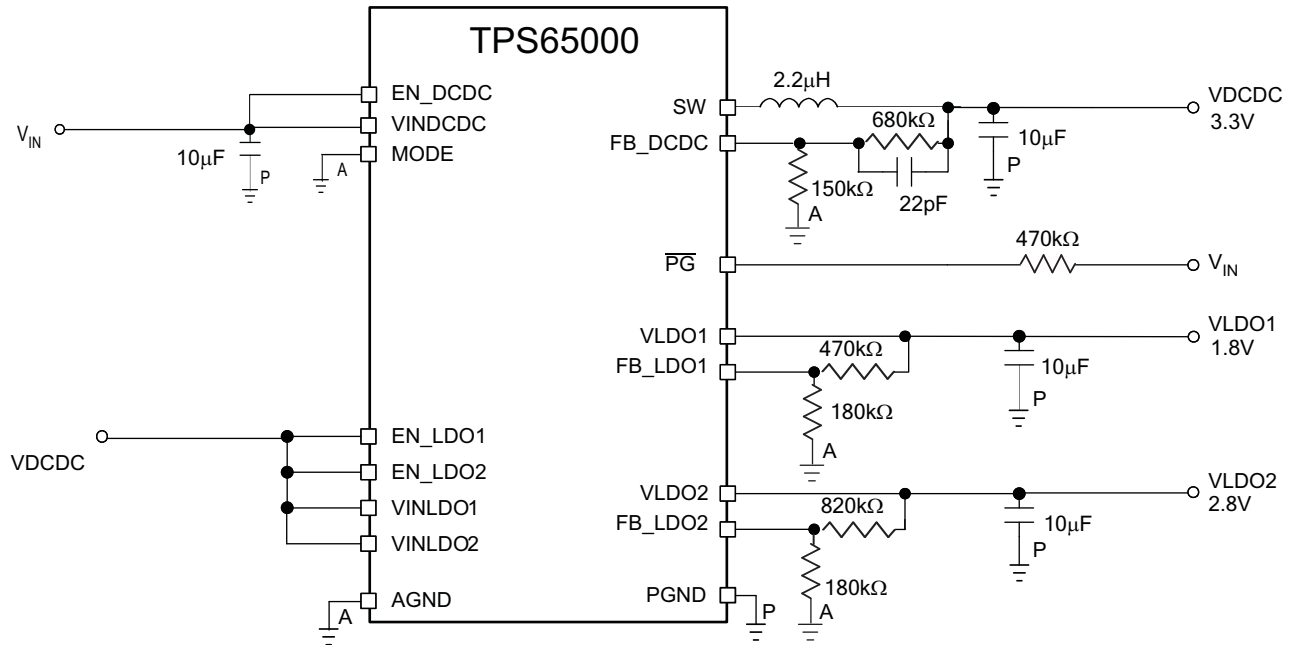 TPS65000
EN_DCDC
VINDCDC
MODE
V_IN
10μF
P
A
SW
FB_DCDC
2.2μH
680kΩ
150kΩ
A
22pF
10μF
P
VDCDC
3.3V
PG
470kΩ
V_IN
VLDO1
FB_LDO1
470kΩ
180kΩ
A
10μF
P
VLDO1
1.8V
VDCDC
EN_LDO1
EN_LDO2
VINLDO1
VINLDO2
VLDO2
FB_LDO2
820kΩ
180kΩ
A
10μF
P
VLDO2
2.8V
AGND
A
PGND
P